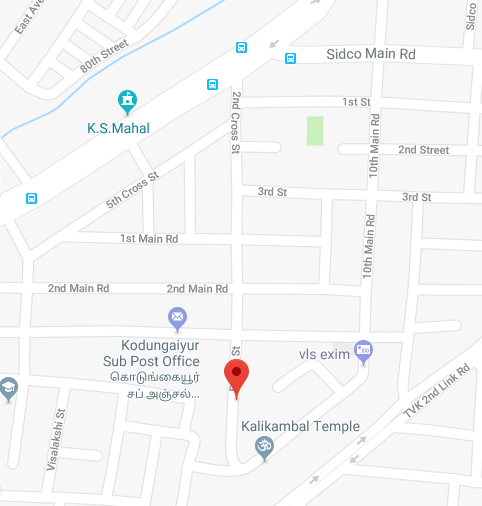 East Ave
80th Street
Sidco
Sidco Main Rd
2nd Cross St
1st St
K.S.Mahal
10th Main Rd
2nd Street
5th Cross St
3rd St
3rd St
1st Main Rd
10th Main Rd
2nd Main Rd
2nd Main Rd
Kodungaiyur
Sub Post Office
கொடுங்கையூர்
சப் அஞ்சல்...
St
vls exim
TVK 2nd Link Rd
Visalakshi St
Kalikambal Temple